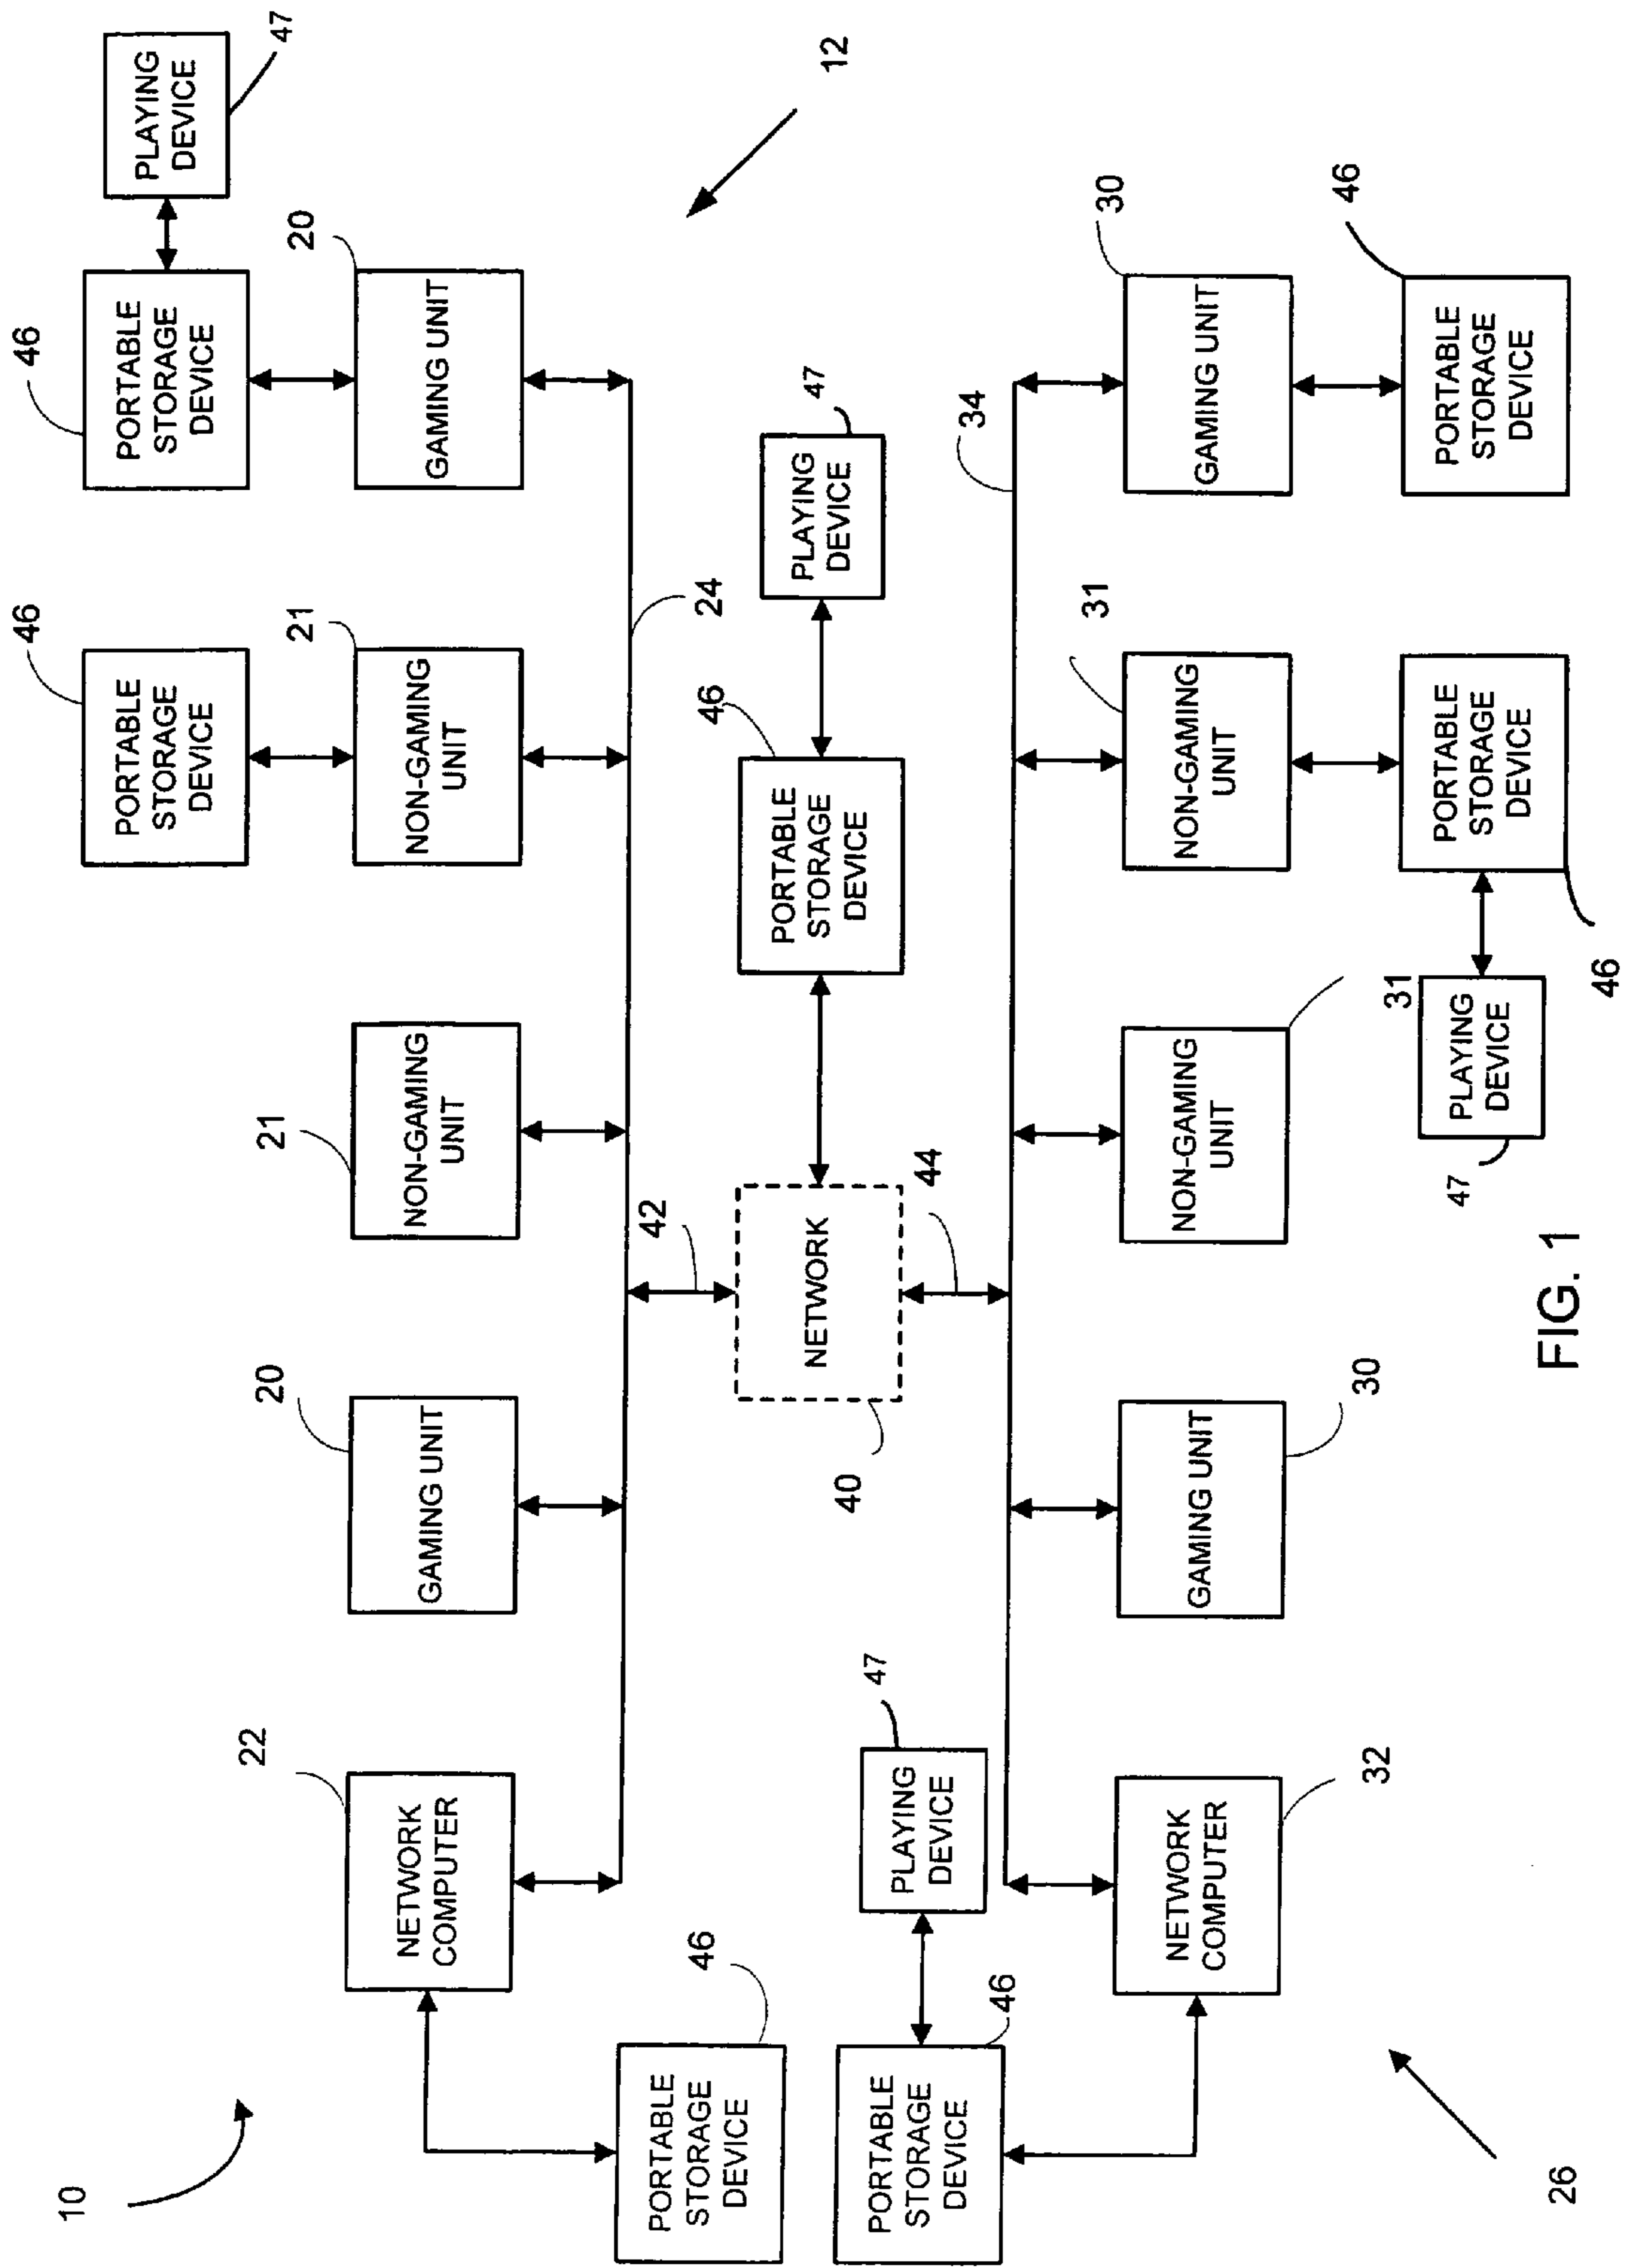 10
22
20
21
21
46
20
46
47
PORTABLE
STORAGE
DEVICE
PORTABLE
STORAGE
DEVICE
PLAYING
DEVICE
NETWORK
COMPUTER
GAMING UNIT
NON-GAMING
UNIT
NON-GAMING
UNIT
GAMING UNIT
46
PORTABLE
STORAGE
DEVICE
42
24
12
40
NETWORK
46
PORTABLE
STORAGE
DEVICE
47
PLAYING
DEVICE
PORTABLE
STORAGE
DEVICE
46
PLAYING
DEVICE
47
44
34
NETWORK
COMPUTER
32
GAMING UNIT
30
NON-GAMING
UNIT
31
NON-GAMING
UNIT
31
GAMING UNIT
30
47
PLAYING
DEVICE
PORTABLE
STORAGE
DEVICE
46
PORTABLE
STORAGE
DEVICE
46
26
FIG. 1